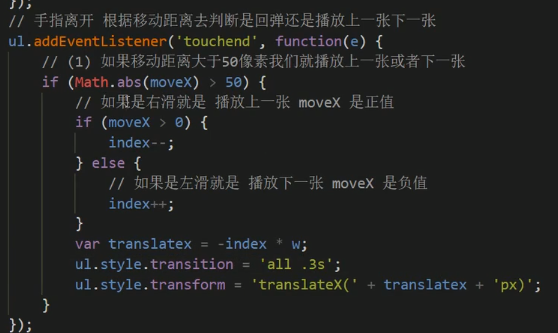 });
// 手指离开 根据移动距离去判断是回弹还是播放上一张下一张
ul.addEventListener('touchend', function(e) {
// (1) 如果移动距离大于50像素我们就播放上一张或者下一张
if (Math.abs(moveX) > 50) {
// 如果是右滑就是 播放上一张 moveX 是正值
if (moveX > 0) {
index--;
} else {
// 如果是左滑就是 播放下一张 moveX 是负值
index++;
}
var translatex = -index * w;
ul.style.transition = 'all .3s';
ul.style.transform = 'translateX(' + translatex + 'px)';
}
});